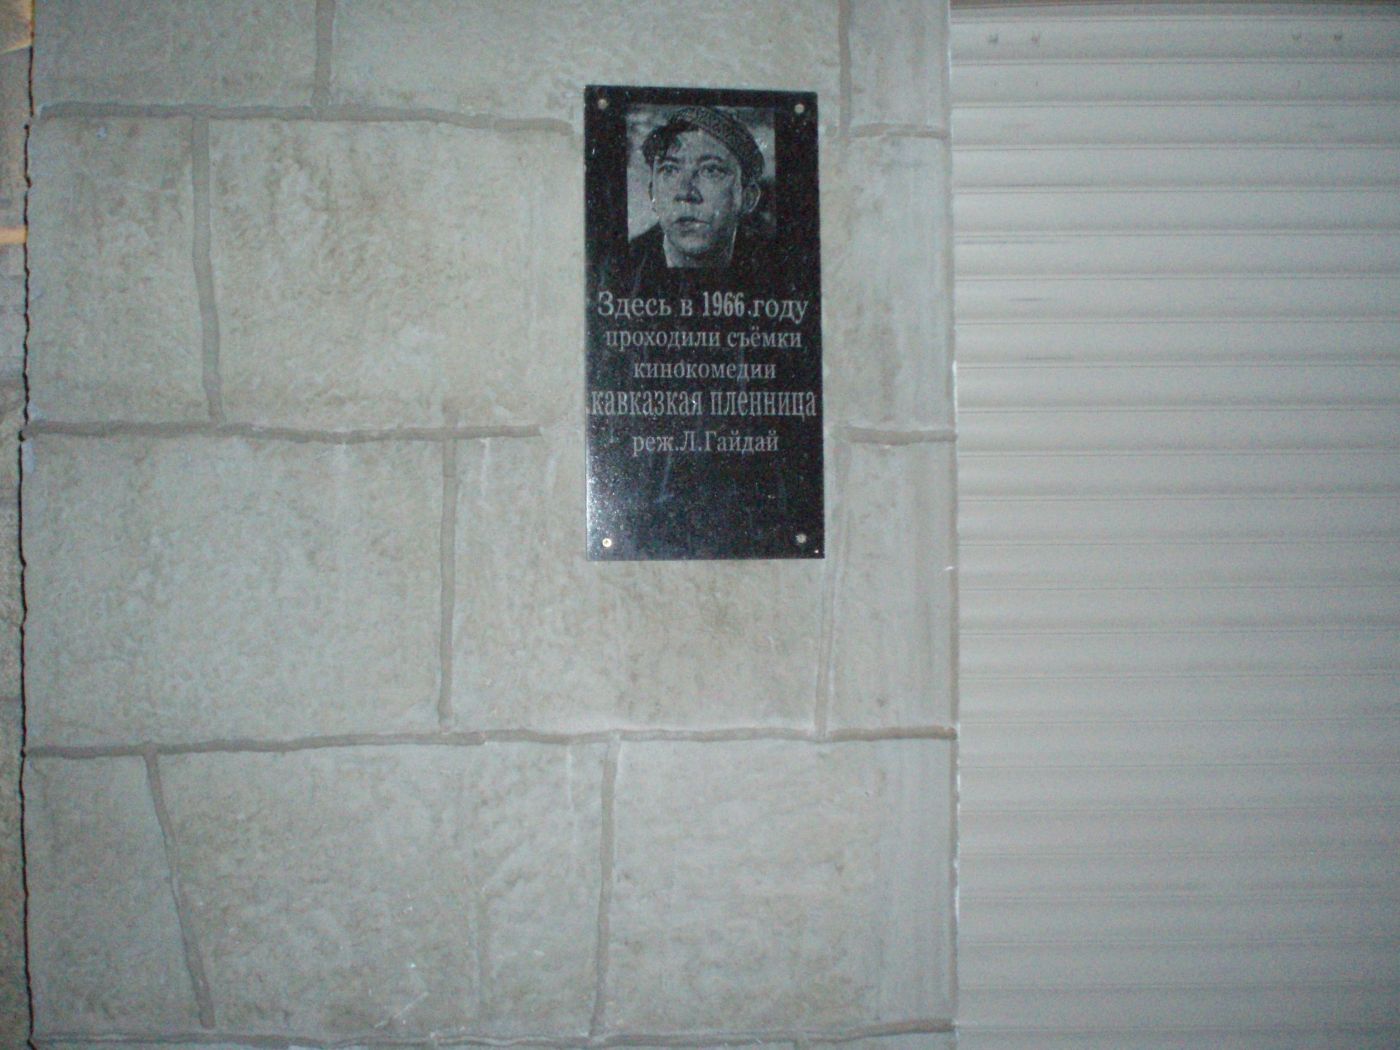 Здесь в 1966.году
проходили съёмки
кинокомедии
кавказкая пленница
реж.Л.Гайдай